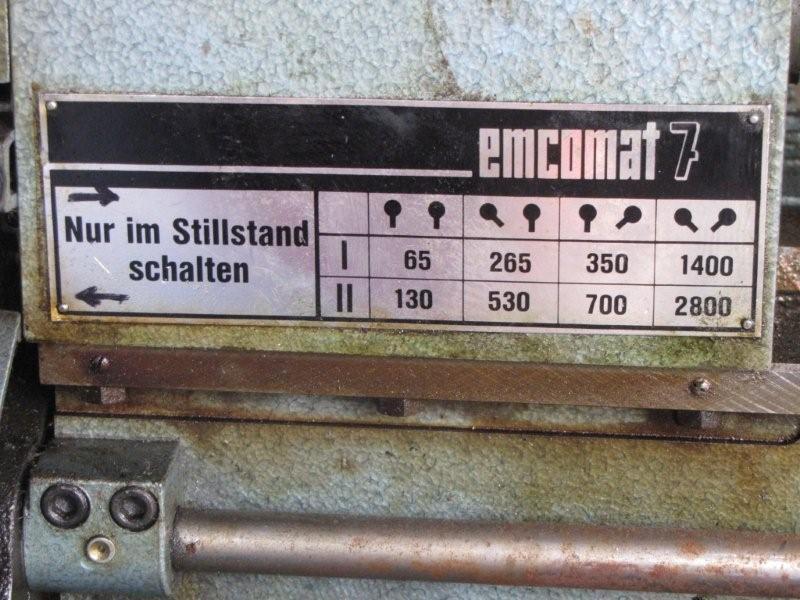 emcomat 7
Nur im Stillstand
schalten
I 65 265 350 1400
II 130 530 700 2800